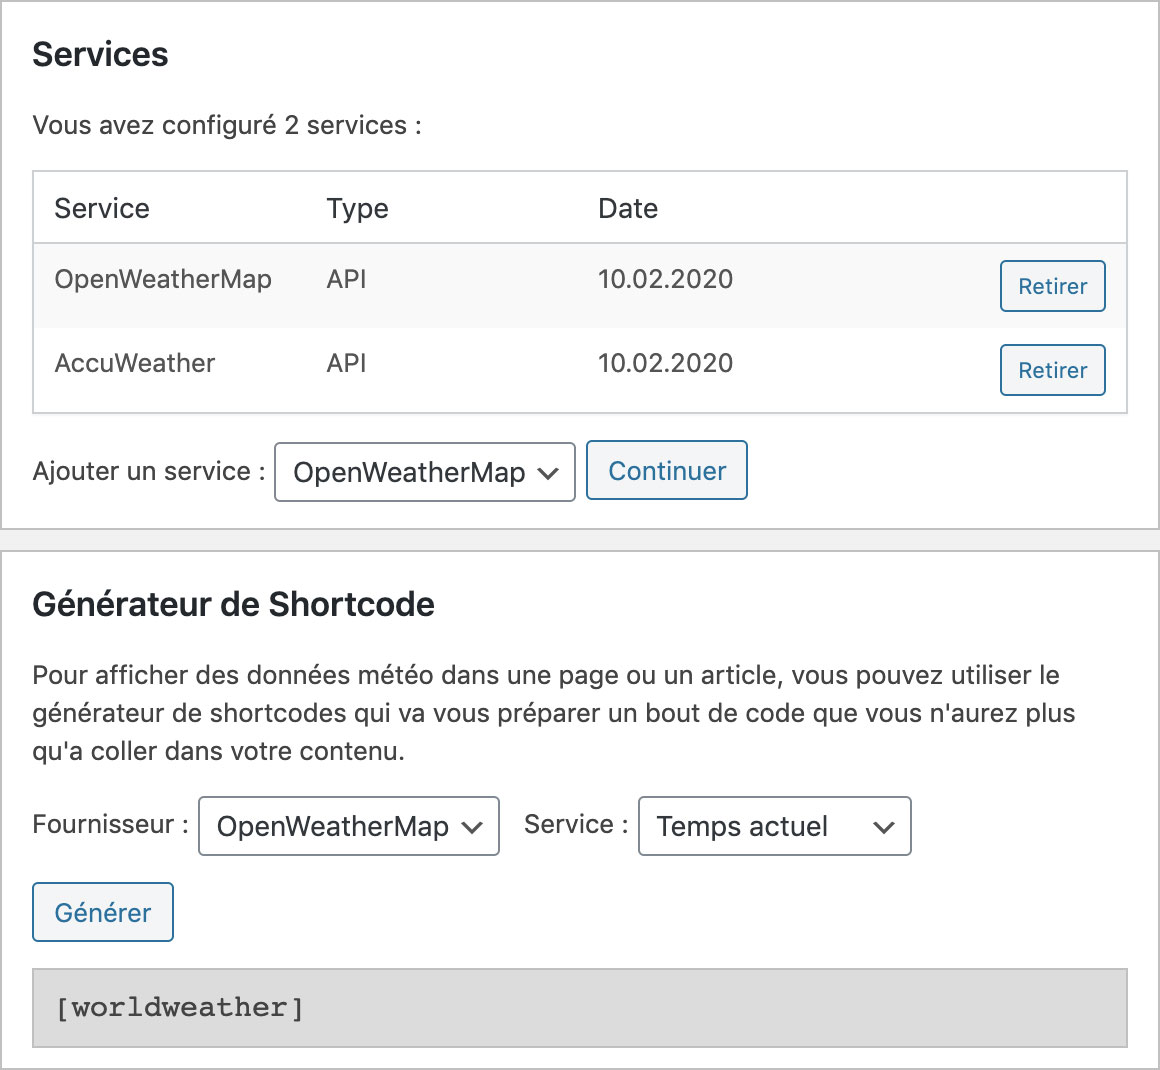 Services
Vous avez configuré 2 services :
Service Type Date
OpenWeatherMap API 10.02.2020 Retirer
AccuWeather API 10.02.2020 Retirer
Ajouter un service : OpenWeatherMap Continuer
Générateur de Shortcode
Pour afficher des données météo dans une page ou un article, vous pouvez utiliser le
générateur de shortcodes qui va vous préparer un bout de code que vous n'aurez plus
qu'a coller dans votre contenu.
Fournisseur : OpenWeatherMap Service : Temps actuel
Générer
[worldweather]